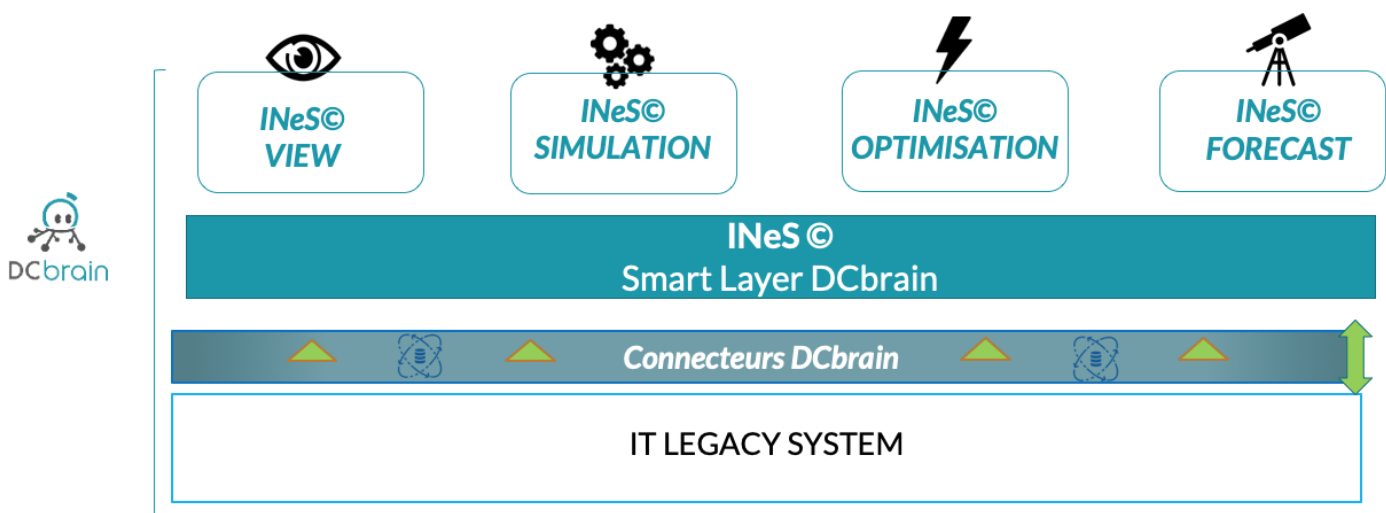 INeS©
VIEW
INeS©
SIMULATION
INeS©
OPTIMISATION
INeS©
FORECAST
DCbrain
INeS ©
Smart Layer DCbrain
Connecteurs DCbrain
IT LEGACY SYSTEM